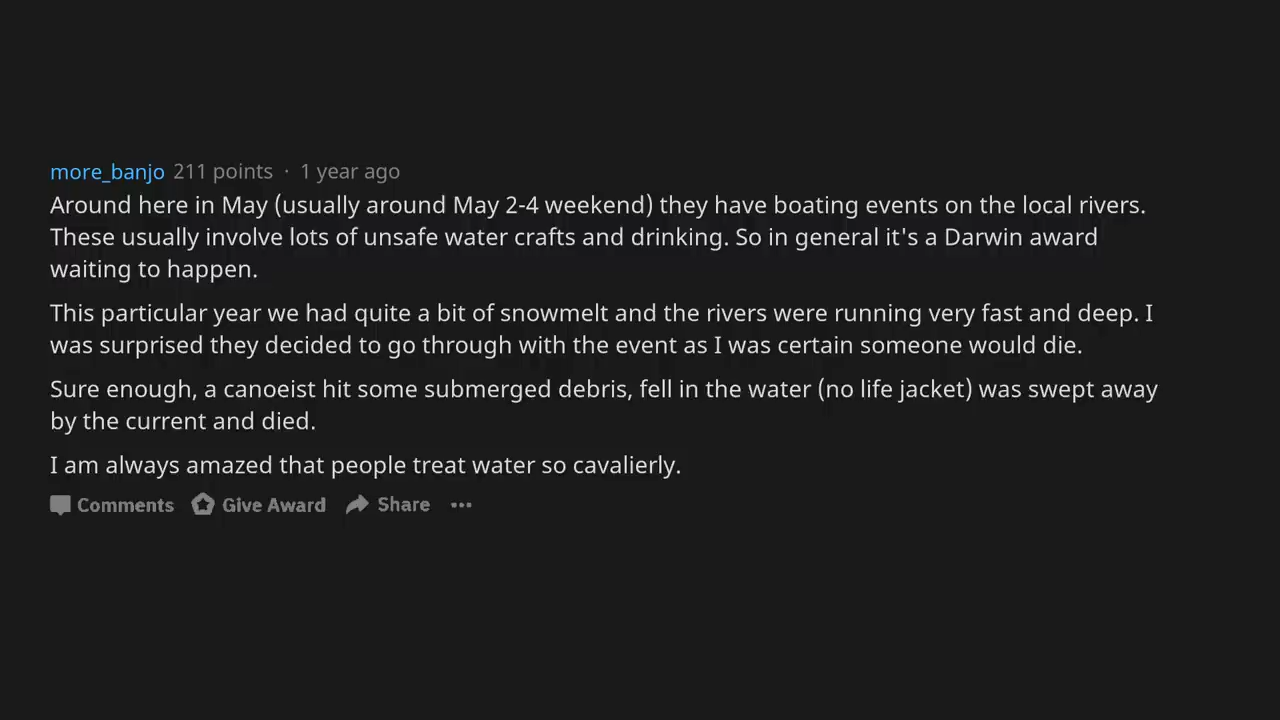 more_banjo 211 points · 1 year ago
Around here in May (usually around May 2-4 weekend) they have boating events on the local rivers.
These usually involve lots of unsafe water crafts and drinking. So in general it's a Darwin award
waiting to happen.
This particular year we had quite a bit of snowmelt and the rivers were running very fast and deep. I
was surprised they decided to go through with the event as I was certain someone would die.
Sure enough, a canoeist hit some submerged debris, fell in the water (no life jacket) was swept away
by the current and died.
I am always amazed that people treat water so cavalierly.
Comments Give Award Share ···